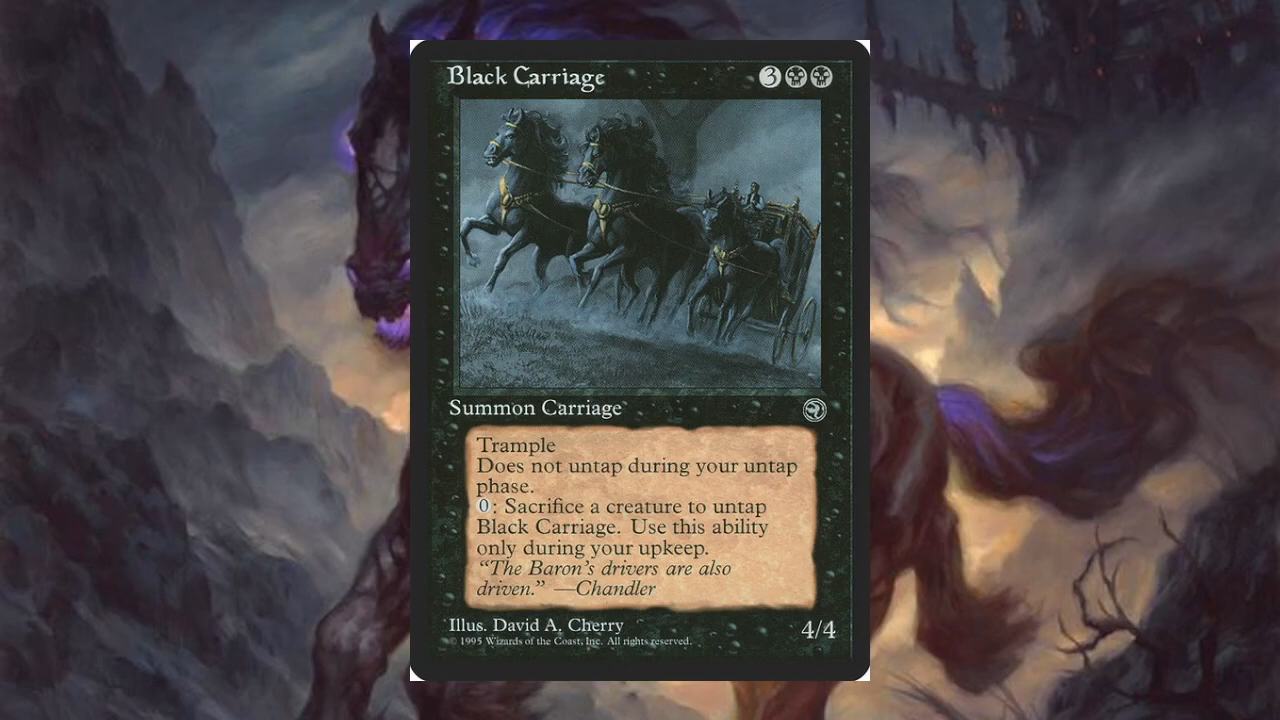 Black Carriage 3
Summon Carriage
Trample
Does not untap during your untap
phase.
0: Sacrifice a creature to untap
Black Carriage. Use this ability
only during your upkeep.
“The Baron’s drivers are also
driven.” —Chandler
Illus. David A. Cherry
4/4
© 1995 Wizards of the Coast, Inc. All rights reserved.